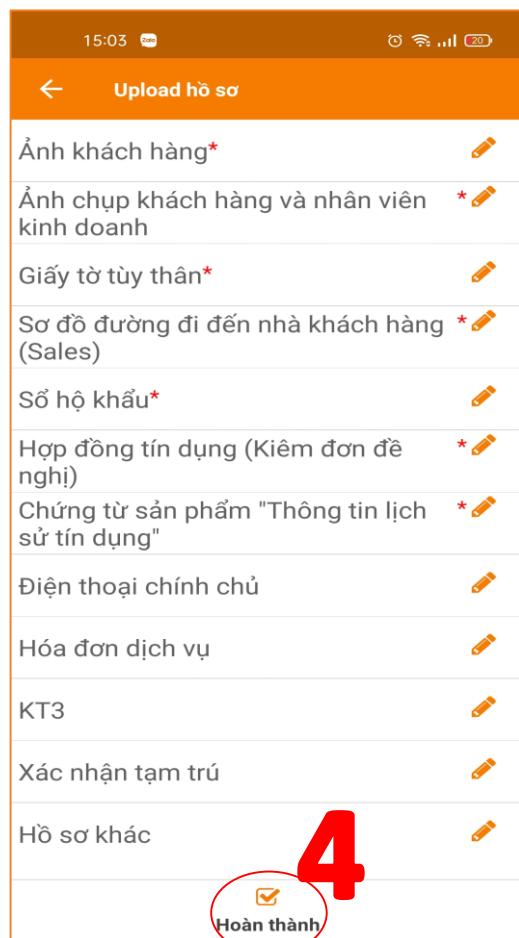 15:03 Zalo 20
Upload hồ sơ
Ảnh khách hàng*
Ảnh chụp khách hàng và nhân viên *
kinh doanh
Giấy tờ tùy thân*
Sơ đồ đường đi đến nhà khách hàng *
(Sales)
Sổ hộ khẩu*
Hợp đồng tín dụng (Kiêm đơn đề *
nghị)
Chứng từ sản phẩm "Thông tin lịch *
sử tín dụng"
Điện thoại chính chủ
Hóa đơn dịch vụ
KT3
Xác nhận tạm trú
Hồ sơ khác
4
Hoàn thành